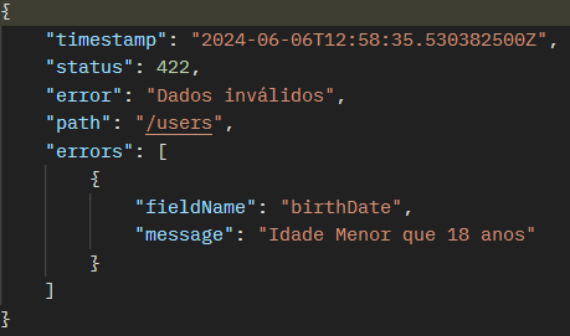 {
    "timestamp": "2024-06-06T12:58:35.530382500Z",
    "status": 422,
    "error": "Dados inválidos",
    "path": "/users",
    "errors": [
        {
            "fieldName": "birthDate",
            "message": "Idade Menor que 18 anos"
        }
    ]
}